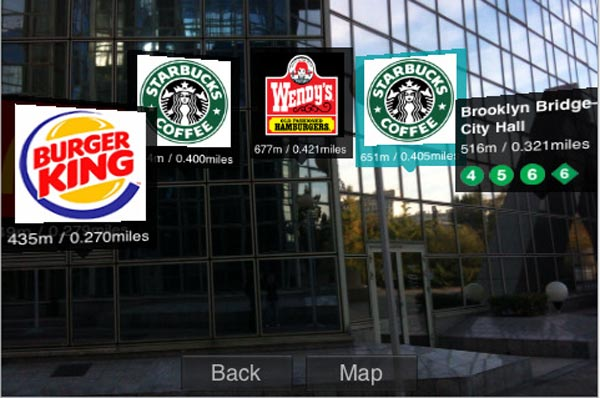 STARBUCKS
COFFEE
4m / 0.400miles
Wendy's
OLD FASHIONED
HAMBURGERS.
677m / 0.421miles
STARBUCKS
COFFEE
651m / 0.405miles
Brooklyn Bridge-
City Hall
516m / 0.321miles
4 5 6 6
BURGER
KING
435m / 0.270miles
Back
Map